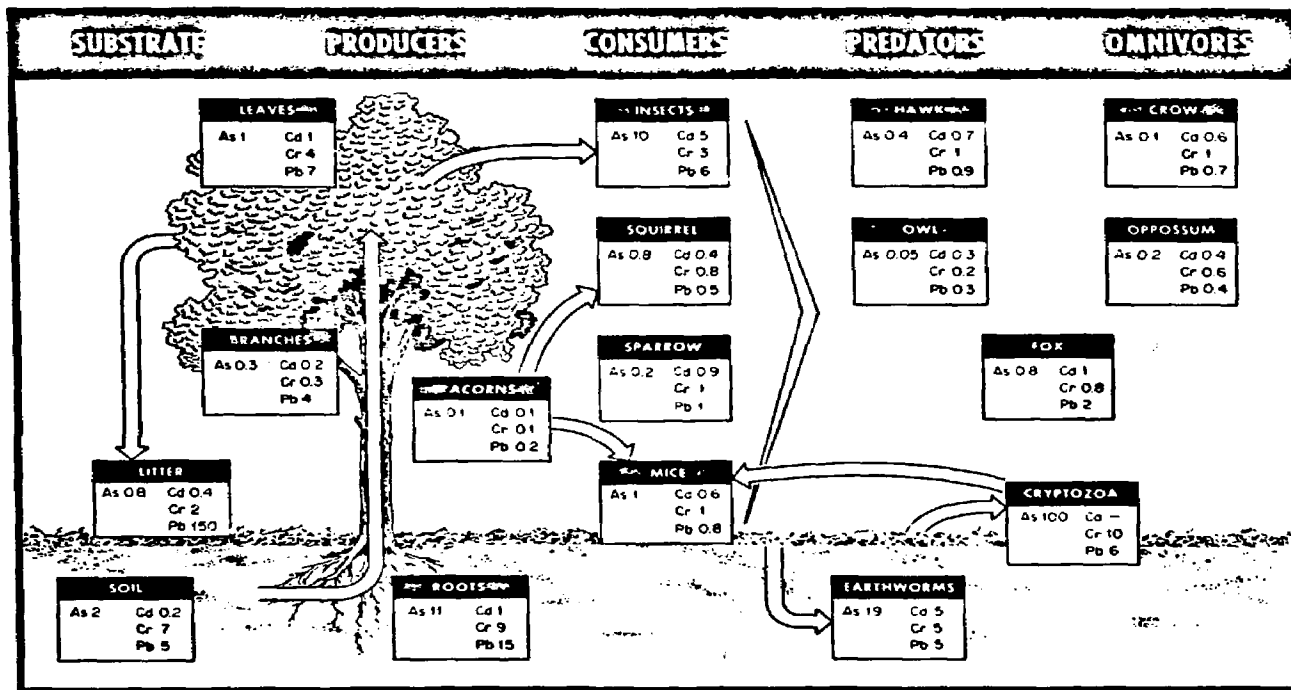 SUBSTRATE PRODUCERS CONSUMERS PREDATORS OMNIVORES
LEAVES
As 1 Cd 1
Cr 4
Pb 7
INSECTS
As 10 Cd 5
Cr 3
Pb 6
HAWK
As 0.4 Cd 0.7
Cr 1
Pb 0.9
CROW
As 0.1 Cd 0.6
Cr 1
Pb 0.7
SQUIRREL
As 0.8 Cd 0.4
Cr 0.8
Pb 0.5
OWL
As 0.05 Cd 0.3
Cr 0.2
Pb 0.3
OPPOSSUM
As 0.2 Cd 0.4
Cr 0.6
Pb 0.4
BRANCHES
As 0.3 Cd 0.2
Cr 0.3
Pb 4
SPARROW
As 0.2 Cd 0.9
Cr 1
Pb 1
FOX
As 0.8 Cd 1
Cr 0.8
Pb 2
ACORNS
As 0.1 Cd 0.1
Cr 0.1
Pb 0.2
LITTER
As 0.8 Cd 0.4
Cr 2
Pb 150
MICE
As 1 Cd 0.6
Cr 1
Pb 0.8
CRYPTOZOA
As 100 Cd —
Cr 10
Pb 6
SOIL
As 2 Cd 0.2
Cr 7
Pb 5
ROOTS
As 11 Cd 1
Cr 9
Pb 15
EARTHWORMS
As 19 Cd 5
Cr 5
Pb 5